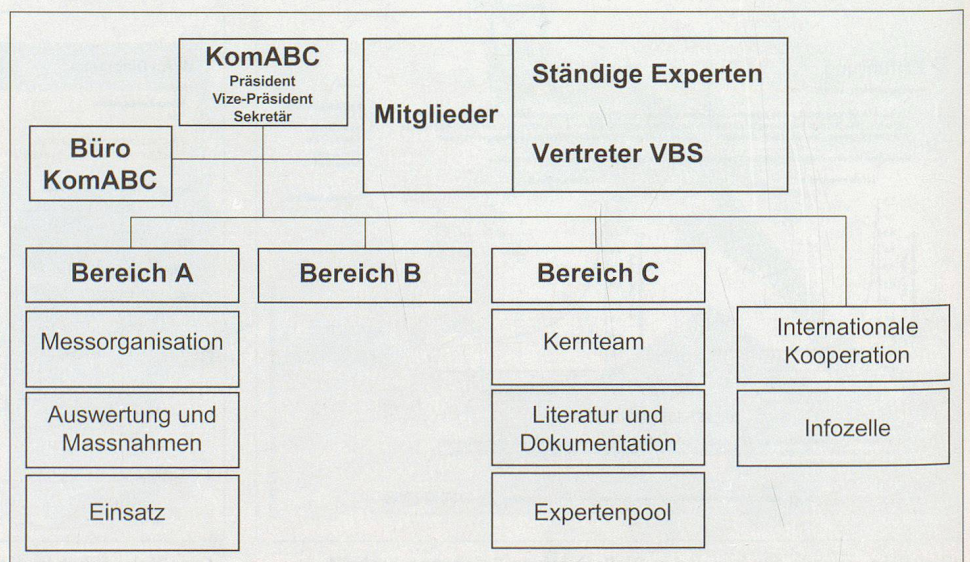 KomABC
Präsident
Vize-Präsident
Sekretär
Mitglieder
Ständige Experten
Vertreter VBS
Büro
KomABC
Bereich A
Messorganisation
Auswertung und
Massnahmen
Einsatz
Bereich B
Bereich C
Kernteam
Literatur und
Dokumentation
Expertenpool
Internationale
Kooperation
Infozelle